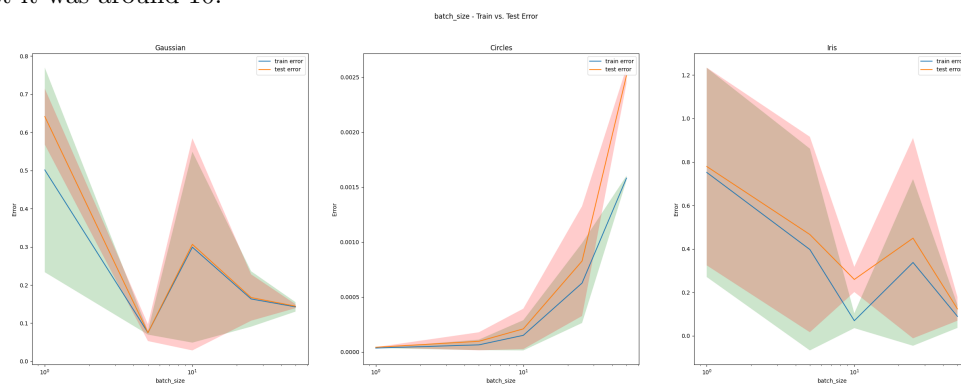 it was around 10.
batch_size - Train vs. Test Error
Gaussian
train error
test error
0.8
0.7
0.6
0.5
0.4
0.3
0.2
0.1
0.0
Error
10⁰
10¹
batch_size
Circles
train error
test error
0.0025
0.0020
0.0015
0.0010
0.0005
0.0000
Error
10⁰
10¹
batch_size
Iris
train error
test error
1.2
1.0
0.8
0.6
0.4
0.2
0.0
Error
10⁰
10¹
batch_size